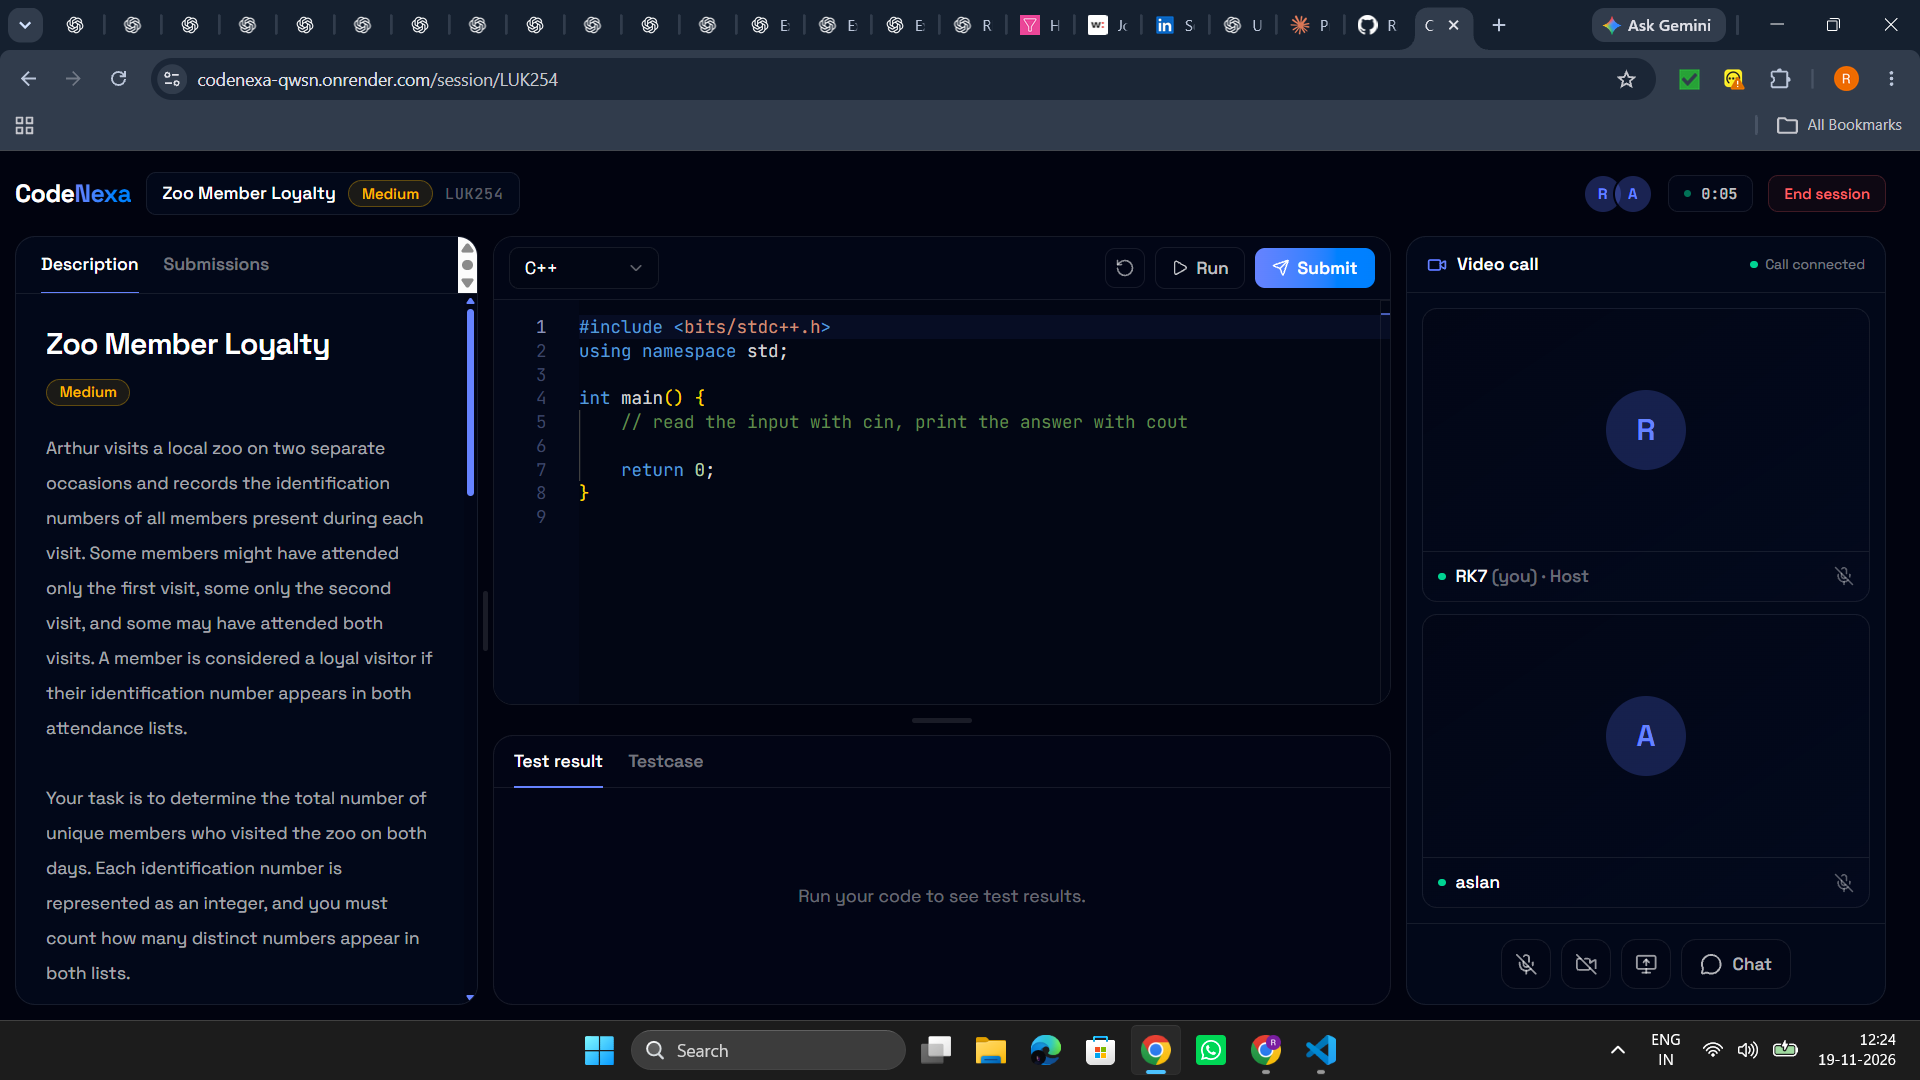 E
E
E
R
H
Jc
Sc
U
P
R
C
Ask Gemini
codenexa-qwsn.onrender.com/session/LUK254
R
All Bookmarks
CodeNexa
Zoo Member Loyalty
Medium
LUK254
R
A
0:05
End session
Description
Submissions
Zoo Member Loyalty
Medium
Arthur visits a local zoo on two separate
occasions and records the identification
numbers of all members present during each
visit. Some members might have attended
only the first visit, some only the second
visit, and some may have attended both
visits. A member is considered a loyal visitor if
their identification number appears in both
attendance lists.
Your task is to determine the total number of
unique members who visited the zoo on both
days. Each identification number is
represented as an integer, and you must
count how many distinct numbers appear in
both lists.
C++
Run
Submit
1 #include <bits/stdc++.h>
2 using namespace std;
3
4 int main() {
5 // read the input with cin, print the answer with cout
6
7 return 0;
8 }
9
Test result
Testcase
Run your code to see test results.
Video call
Call connected
R
RK7 (you) · Host
A
aslan
Chat
Search
ENG
IN
12:24
19-11-2026